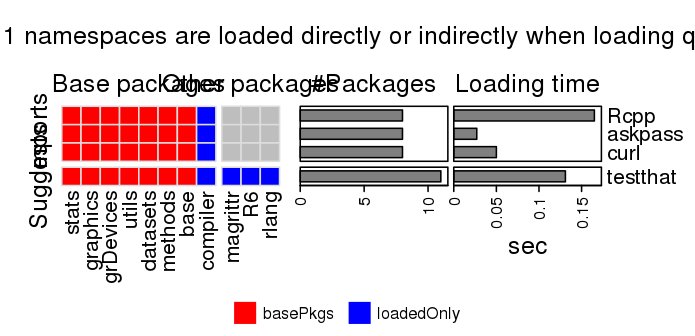 1 namespaces are loaded directly or indirectly when loading q
Base packages
Other packages
#Packages
Loading time
Imports
Suggests
Rcpp
askpass
curl
testthat
stats
graphics
grDevices
utils
datasets
methods
base
compiler
magrittr
R6
rlang
0
5
10
0
0.05
0.1
0.15
sec
basePkgs
loadedOnly